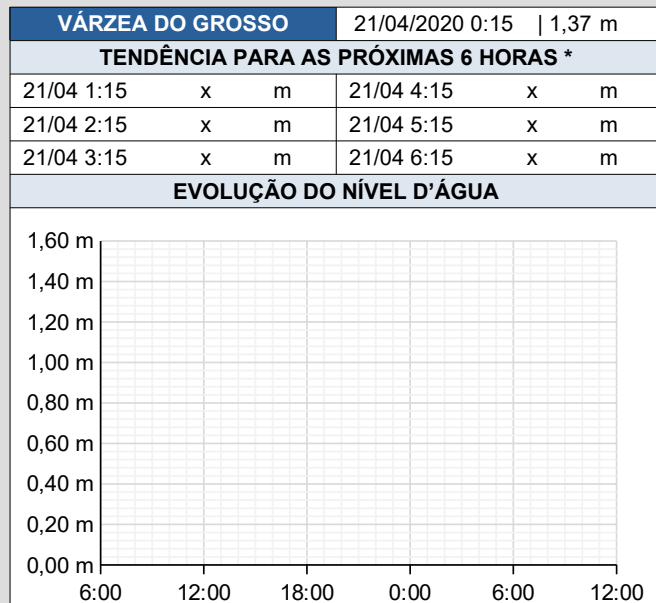 VÁRZEA DO GROSSO 21/04/2020 0:15 | 1,37 m
TENDÊNCIA PARA AS PRÓXIMAS 6 HORAS *
21/04 1:15 x m 21/04 4:15 x m
21/04 2:15 x m 21/04 5:15 x m
21/04 3:15 x m 21/04 6:15 x m
EVOLUÇÃO DO NÍVEL D’ÁGUA
1,60 m
1,40 m
1,20 m
1,00 m
0,80 m
0,60 m
0,40 m
0,20 m
0,00 m
6:00 12:00 18:00 0:00 6:00 12:00